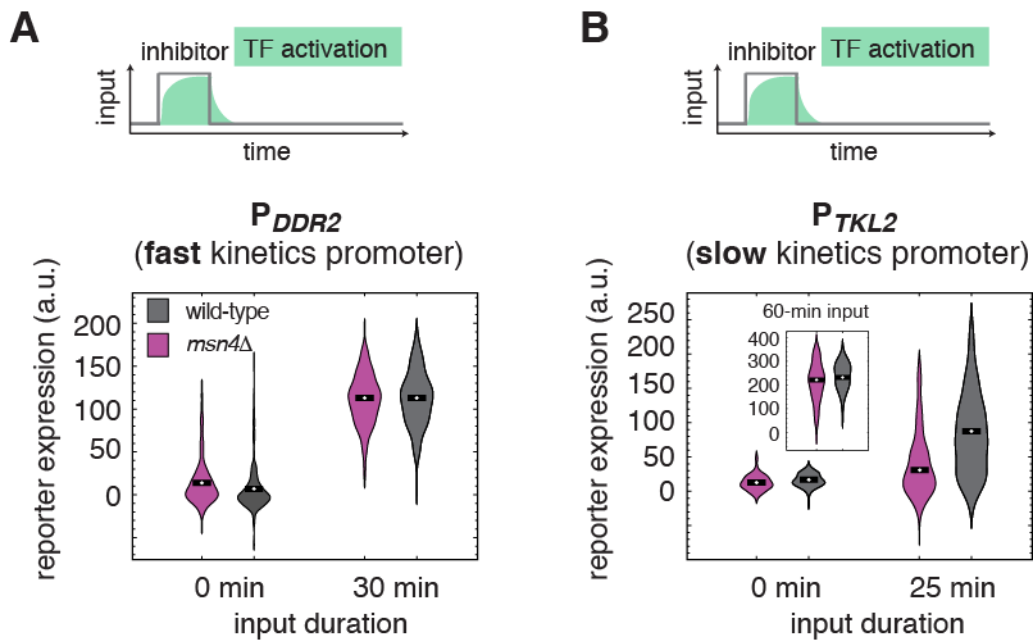 A
inhibitor TF activation
input
time
P DDR2
(fast kinetics promoter)
reporter expression (a.u.)
200
150
100
50
0
wild-type
msn4Δ
0 min
30 min
input duration
B
inhibitor TF activation
input
time
P TKL2
(slow kinetics promoter)
reporter expression (a.u.)
250
200
150
100
50
0
60-min input
400
300
200
100
0
0 min
25 min
input duration